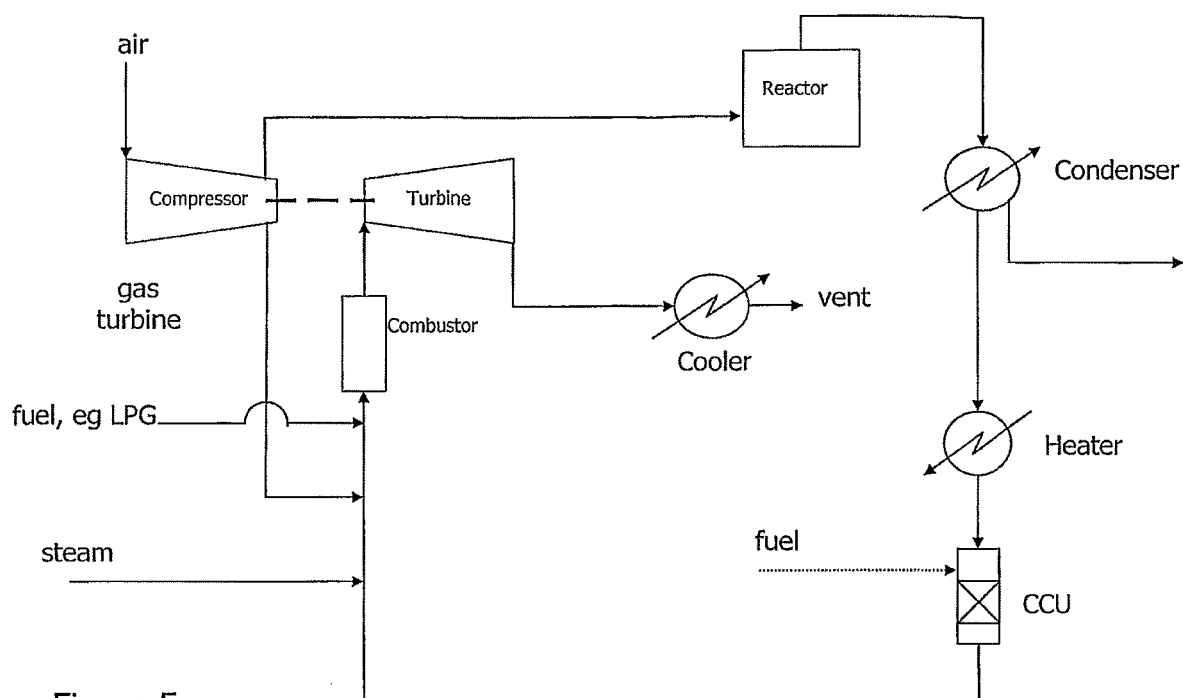 air
Reactor
Compressor
Turbine
Condenser
gas
turbine
Combustor
vent
Cooler
fuel, eg LPG
Heater
steam
fuel
CCU